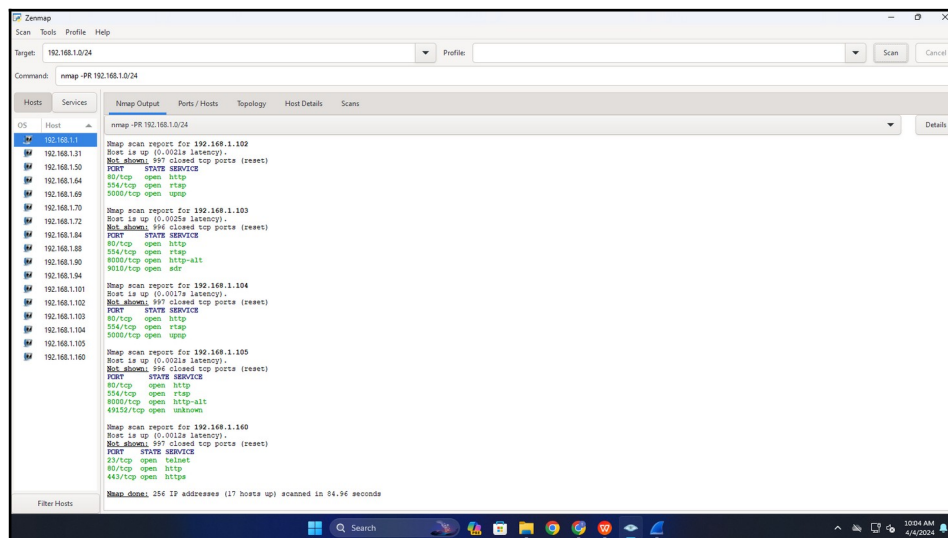 Zenmap
Scan Tools Profile Help
Target: 192.168.1.0/24 Profile: Scan Cancel
Command: nmap -PR 192.168.1.0/24
Hosts Services Nmap Output Ports / Hosts Topology Host Details Scans
OS Host nmap -PR 192.168.1.0/24 Details
192.168.1.1
192.168.1.31
192.168.1.50
192.168.1.64
192.168.1.69
192.168.1.70
192.168.1.72
192.168.1.84
192.168.1.88
192.168.1.90
192.168.1.94
192.168.1.101
192.168.1.102
192.168.1.103
192.168.1.104
192.168.1.105
192.168.1.160
Nmap scan report for 192.168.1.102
Host is up (0.0021s latency).
Not shown: 997 closed tcp ports (reset)
PORT STATE SERVICE
80/tcp open http
554/tcp open rtsp
5000/tcp open upnp
Nmap scan report for 192.168.1.103
Host is up (0.0025s latency).
Not shown: 996 closed tcp ports (reset)
PORT STATE SERVICE
80/tcp open http
554/tcp open rtsp
8000/tcp open http-alt
9010/tcp open sdr
Nmap scan report for 192.168.1.104
Host is up (0.0017s latency).
Not shown: 997 closed tcp ports (reset)
PORT STATE SERVICE
80/tcp open http
554/tcp open rtsp
5000/tcp open upnp
Nmap scan report for 192.168.1.105
Host is up (0.0021s latency).
Not shown: 996 closed tcp ports (reset)
PORT STATE SERVICE
80/tcp open http
554/tcp open rtsp
8000/tcp open http-alt
49152/tcp open unknown
Nmap scan report for 192.168.1.160
Host is up (0.0012s latency).
Not shown: 997 closed tcp ports (reset)
PORT STATE SERVICE
23/tcp open telnet
80/tcp open http
443/tcp open https
Nmap done: 256 IP addresses (17 hosts up) scanned in 84.96 seconds
Filter Hosts
Search
10:04 AM
4/4/2024